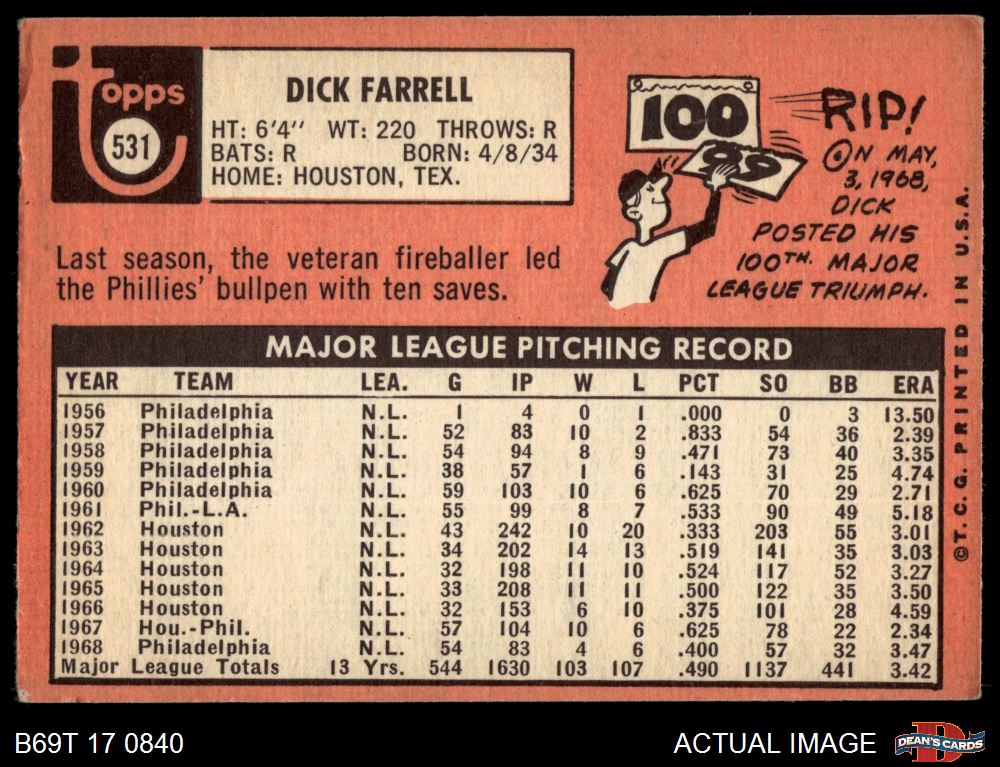 topps
531
DICK FARRELL
HT: 6'4" WT: 220 THROWS: R
BATS: R BORN: 4/8/34
HOME: HOUSTON, TEX.
100
99
RIP!
ON MAY,
3, 1968,
DICK
POSTED HIS
100TH. MAJOR
LEAGUE TRIUMPH.
Last season, the veteran fireballer led
the Phillies' bullpen with ten saves.
MAJOR LEAGUE PITCHING RECORD
YEAR TEAM LEA. G IP W L PCT SO BB ERA
1956 Philadelphia N.L. 1 4 0 1 .000 0 3 13.50
1957 Philadelphia N.L. 52 83 10 2 .833 54 36 2.39
1958 Philadelphia N.L. 54 94 8 9 .471 73 40 3.35
1959 Philadelphia N.L. 38 57 1 6 .143 31 25 4.74
1960 Philadelphia N.L. 59 103 10 6 .625 70 29 2.71
1961 Phil.-L.A. N.L. 55 99 8 7 .533 90 49 5.18
1962 Houston N.L. 43 242 10 20 .333 203 55 3.01
1963 Houston N.L. 34 202 14 13 .519 141 35 3.03
1964 Houston N.L. 32 198 11 10 .524 117 52 3.27
1965 Houston N.L. 33 208 11 11 .500 122 35 3.50
1966 Houston N.L. 32 153 6 10 .375 101 28 4.59
1967 Hou.-Phil. N.L. 57 104 10 6 .625 78 22 2.34
1968 Philadelphia N.L. 54 83 4 6 .400 57 32 3.47
Major League Totals 13 Yrs. 544 1630 103 107 .490 1137 441 3.42
©T.C.G. PRINTED IN U.S.A.
B69T 17 0840
ACTUAL IMAGE
D
DEAN'S CARDS